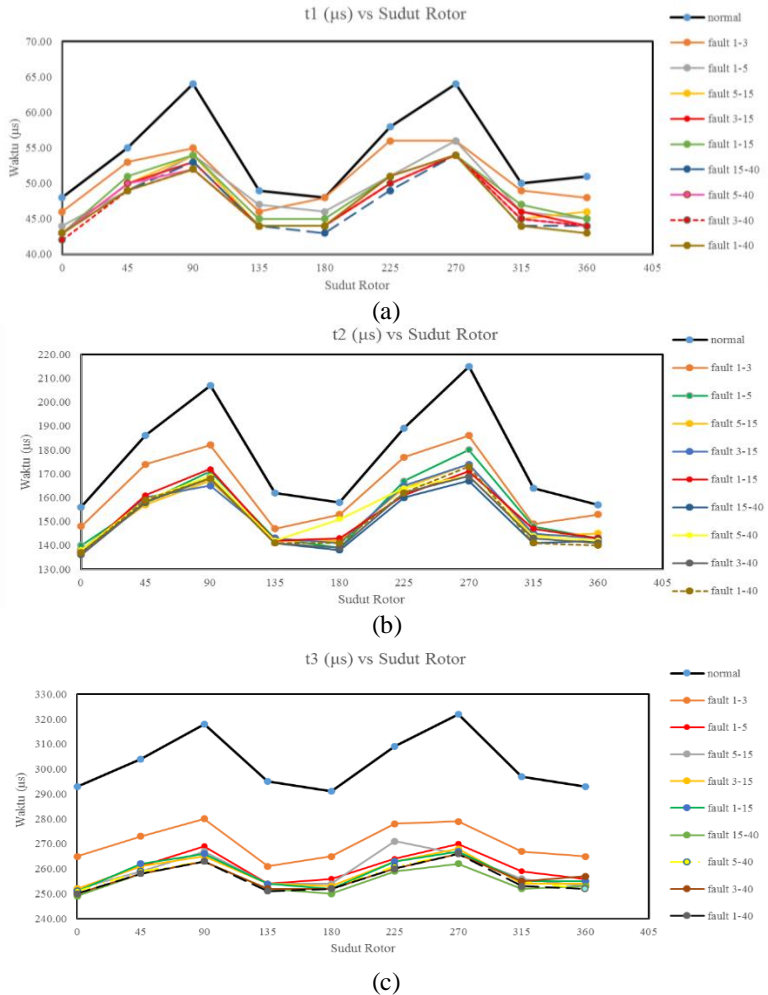 t1 (µs) vs Sudut Rotor
70.00
65.00
60.00
55.00
50.00
45.00
40.00
Waktu (µs)
0 45 90 135 180 225 270 315 360 405
Sudut Rotor
normal
fault 1-3
fault 1-5
fault 5-15
fault 3-15
fault 1-15
fault 15-40
fault 5-40
fault 3-40
fault 1-40
(a)
t2 (µs) vs Sudut Rotor
220.00
210.00
200.00
190.00
180.00
170.00
160.00
150.00
140.00
130.00
Waktu (µs)
0 45 90 135 180 225 270 315 360 405
Sudut Rotor
normal
fault 1-3
fault 1-5
fault 5-15
fault 3-15
fault 1-15
fault 15-40
fault 5-40
fault 3-40
fault 1-40
(b)
t3 (µs) vs Sudut Rotor
330.00
320.00
310.00
300.00
290.00
280.00
270.00
260.00
250.00
240.00
Waktu (µs)
0 45 90 135 180 225 270 315 360 405
Sudut Rotor
normal
fault 1-3
fault 1-5
fault 5-15
fault 3-15
fault 1-15
fault 15-40
fault 5-40
fault 3-40
fault 1-40
(c)